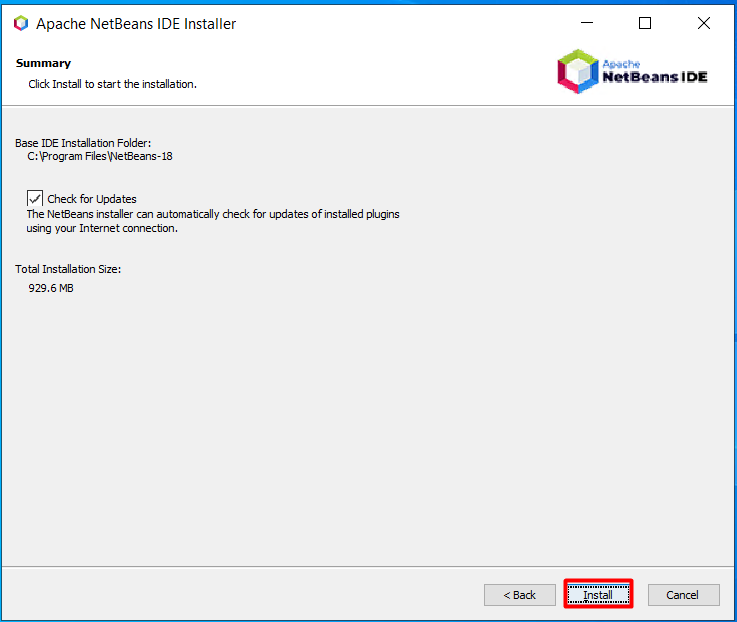 Apache NetBeans IDE Installer
Summary
Click Install to start the installation.
Apache
NetBeans IDE
Base IDE Installation Folder:
C:\Program Files\NetBeans-18
Check for Updates
The NetBeans installer can automatically check for updates of installed plugins
using your Internet connection.
Total Installation Size:
929.6 MB
< Back
Install
Cancel